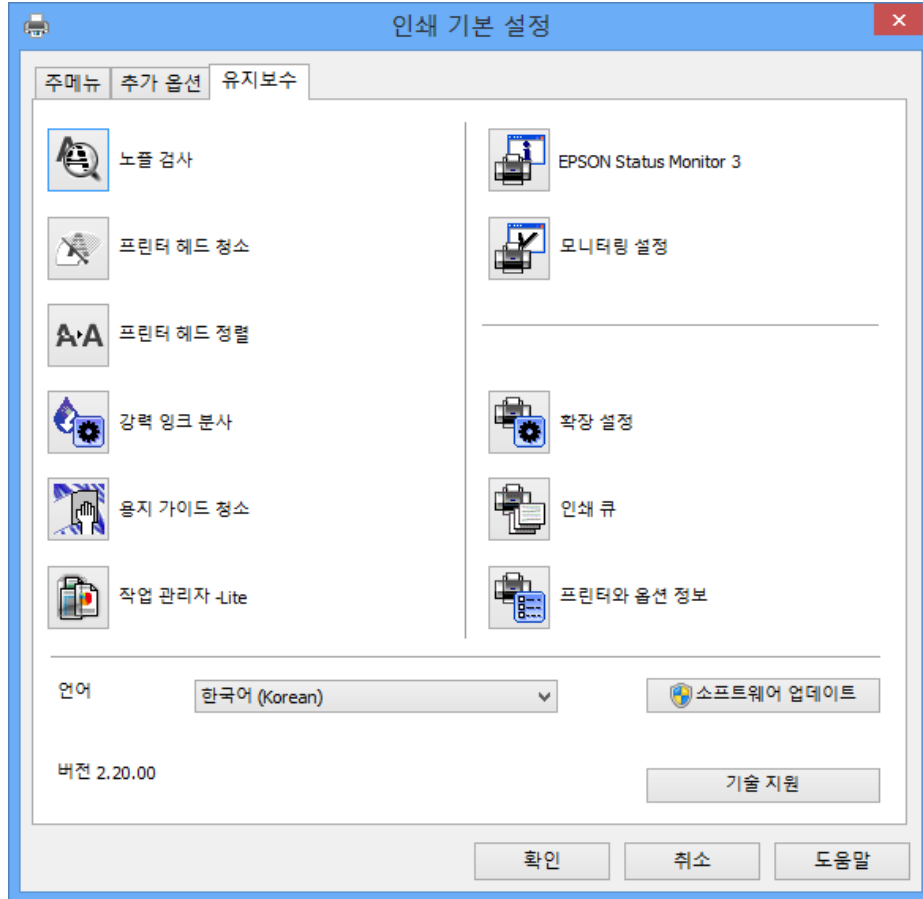 인쇄 기본 설정
주메뉴
추가 옵션
유지보수
노즐 검사
EPSON Status Monitor 3
프린터 헤드 청소
모니터링 설정
프린터 헤드 정렬
강력 잉크 분사
확장 설정
용지 가이드 청소
인쇄 큐
작업 관리자 -Lite
프린터와 옵션 정보
언어
한국어 (Korean)
소프트웨어 업데이트
버전 2.20.00
기술 지원
확인
취소
도움말